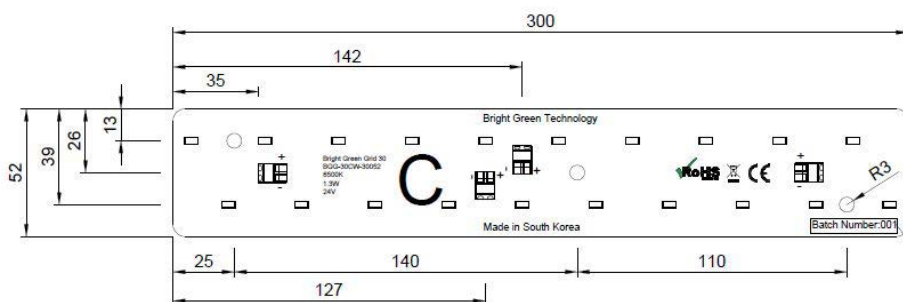 300
142
35
Bright Green Technology
13
26
39
52
Bright Green Grid 30
BGG-30CW-30052
6500K
1.3W
24V
C
RoHS
CE
+
-
+
-
+
-
+
-
R3
Made in South Korea
Batch Number:001
25
140
110
127